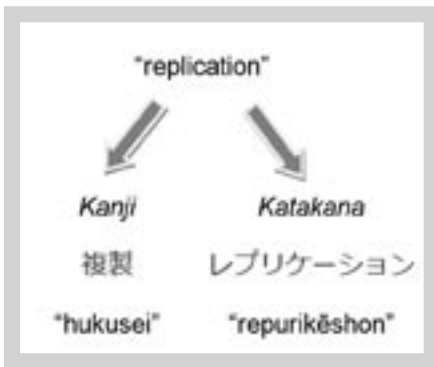 “replication”
Kanji Katakana
複製 レプリケーション
“hukusei” “repurikēshon”